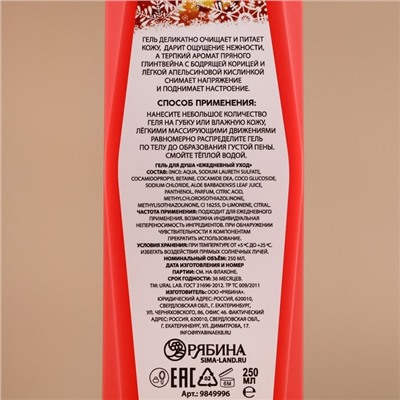 ГЕЛЬ ДЕЛИКАТНО ОЧИЩАЕТ И ПИТАЕТ
КОЖУ, ДАРИТ ОЩУЩЕНИЕ НЕЖНОСТИ,
А ТЕРПКИЙ АРОМАТ ПРЯНОГО
ГЛИНТВЕЙНА С БОДРЯЩЕЙ КОРИЦЕЙ И
ЛЁГКОЙ АПЕЛЬСИНОВОЙ КИСЛИНКОЙ
СНИМАЕТ НАПРЯЖЕНИЕ
И ПОДНИМАЕТ НАСТРОЕНИЕ.
СПОСОБ ПРИМЕНЕНИЯ:
НАНЕСИТЕ НЕБОЛЬШОЕ КОЛИЧЕСТВО
ГЕЛЯ НА ГУБКУ ИЛИ ВЛАЖНУЮ КОЖУ,
ЛЁГКИМИ МАССИРУЮЩИМИ ДВИЖЕНИЯМИ
РАВНОМЕРНО РАСПРЕДЕЛИТЕ ГЕЛЬ
ПО ТЕЛУ ДО ОБРАЗОВАНИЯ ГУСТОЙ ПЕНЫ.
СМОЙТЕ ТЁПЛОЙ ВОДОЙ.
ГЕЛЬ ДЛЯ ДУША «ЕЖЕДНЕВНЫЙ УХОД»
СОСТАВ: (INCI): AQUA, SODIUM LAURETH SULFATE,
COCAMIDOPROPYL BETAINE, COCAMIDE DEA, COCO GLUCOSIDE,
SODIUM CHLORIDE, ALOE BARBADENSIS LEAF JUICE,
PANTHENOL, PARFUM, CITRIC ACID,
METHYLCHLOROISOTHIAZOLINONE,
METHYLISOTHIAZOLINONE, CI 16255, D-LIMONENE, CITRAL.
ЧАСТОТА ПРИМЕНЕНИЯ: ПОДХОДИТ ДЛЯ ЕЖЕДНЕВНОГО
ПРИМЕНЕНИЯ. ВОЗМОЖНА ИНДИВИДУАЛЬНАЯ
НЕПЕРЕНОСИМОСТЬ ИНГРЕДИЕНТОВ. ПРИ ОБНАРУЖЕНИИ
ЧУВСТВИТЕЛЬНОСТИ К КОМПОНЕНТАМ
ПРЕКРАТИТЬ ИСПОЛЬЗОВАНИЕ.
УСЛОВИЯ ХРАНЕНИЯ: ПРИ ТЕМПЕРАТУРЕ ОТ +5 °С ДО +25 °С.
ИЗБЕГАТЬ ВОЗДЕЙСТВИЯ ПРЯМЫХ СОЛНЕЧНЫХ ЛУЧЕЙ.
НОМИНАЛЬНЫЙ ОБЪЁМ: 250 МЛ.
ДАТА ИЗГОТОВЛЕНИЯ И НОМЕР
ПАРТИИ: СМ. НА ФЛАКОНЕ.
СРОК ГОДНОСТИ: 36 МЕСЯЦЕВ.
TM: URAL LAB. ГОСТ 31696-2012. ТР ТС 009/2011
ИЗГОТОВИТЕЛЬ: ООО «РЯБИНА».
ЮРИДИЧЕСКИЙ АДРЕС: РОССИЯ, 620010,
СВЕРДЛОВСКАЯ ОБЛ., Г. ЕКАТЕРИНБУРГ,
УЛ. ЧЕРНЯХОВСКОГО, В. 86, ОФИС 46. ФАКТИЧЕСКИЙ
АДРЕС: РОССИЯ, 620010, СВЕРДЛОВСКАЯ ОБЛ.,
Г. ЕКАТЕРИНБУРГ, УЛ. ДИМИТРОВА, 17.
INFO@RYABINAEKB.RU
РЯБИНА
SIMA-LAND.RU
EAC 6M 250
МЛ
Арт.: 9849996